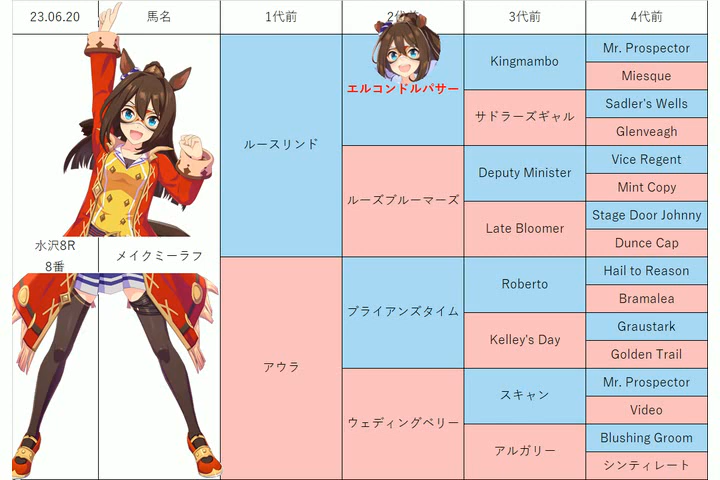 23.06.20 馬名 1代前 2代前 3代前 4代前
水沢8R
8番
メイクミーラフ
ルースリンド
アウラ
エルコンドルパサー
ルーズブルーマーズ
ブライアンズタイム
ウェディングベリー
Kingmambo
サドラーズギャル
Deputy Minister
Late Bloomer
Roberto
Kelley's Day
スキャン
アルガリー
Mr. Prospector
Miesque
Sadler's Wells
Glenveagh
Vice Regent
Mint Copy
Stage Door Johnny
Dunce Cap
Hail to Reason
Bramalea
Graustark
Golden Trail
Mr. Prospector
Video
Blushing Groom
シンティレート